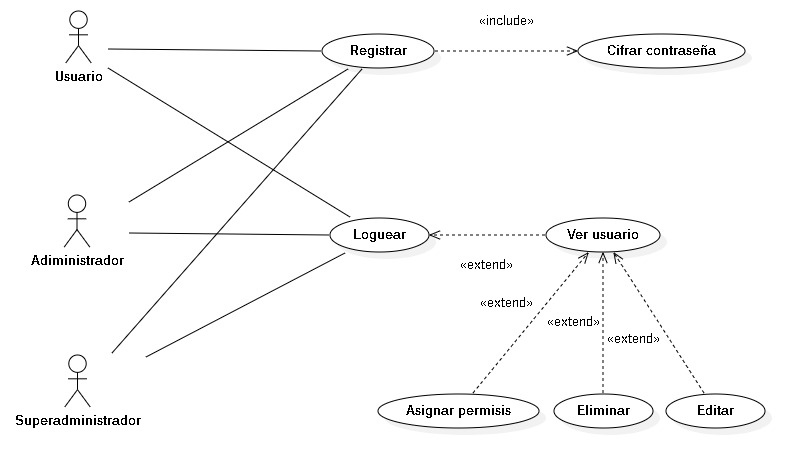 «include»
Registrar
Cifrar contraseña
Usuario
Loguear
Ver usuario
Adiministrador
«extend»
«extend»
«extend»
«extend»
Asignar permisis
Eliminar
Editar
Superadministrador